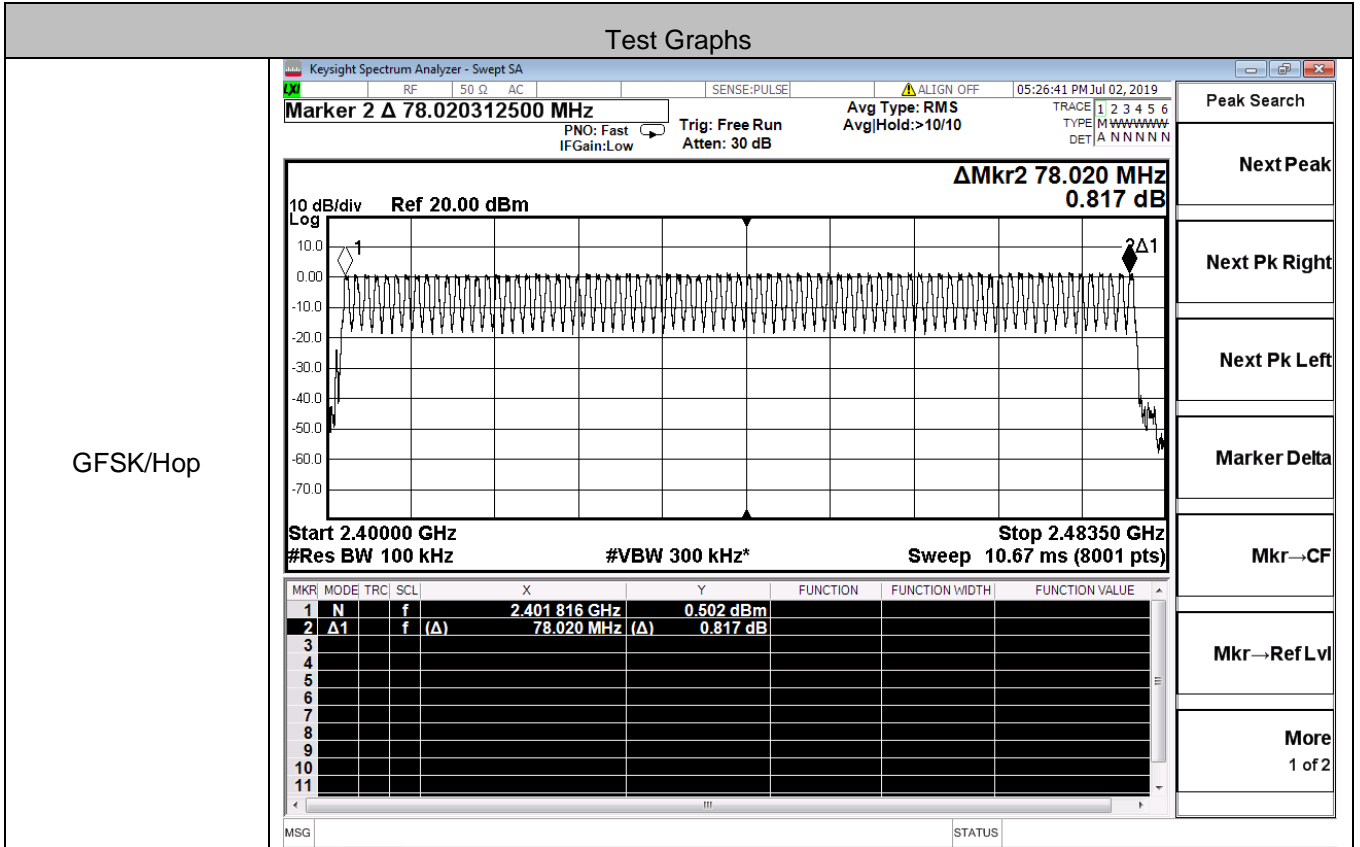 Test Graphs
GFSK/Hop
Keysight Spectrum Analyzer - Swept SA
LXI RF 50 Ω AC SENSE:PULSE ALIGN OFF 05:26:41 PM Jul 02, 2019
Marker 2 Δ 78.020312500 MHz
PNO: Fast
IFGain:Low
Trig: Free Run
Atten: 30 dB
Avg Type: RMS
Avg|Hold:>10/10
TRACE 1 2 3 4 5 6
TYPE M WWWWW
DET A N N N N N
ΔMkr2 78.020 MHz
0.817 dB
10 dB/div Ref 20.00 dBm
Log
1
2Δ1
10.0
0.00
-10.0
-20.0
-30.0
-40.0
-50.0
-60.0
-70.0
Start 2.40000 GHz Stop 2.48350 GHz
#Res BW 100 kHz #VBW 300 kHz* Sweep 10.67 ms (8001 pts)
MKR MODE TRC SCL X Y FUNCTION FUNCTION WIDTH FUNCTION VALUE
1 N f 2.401 816 GHz 0.502 dBm
2 Δ1 f (Δ) 78.020 MHz (Δ) 0.817 dB
3
4
5
6
7
8
9
10
11
MSG STATUS
Peak Search
Next Peak
Next Pk Right
Next Pk Left
Marker Delta
Mkr→CF
Mkr→Ref Lvl
More
1 of 2